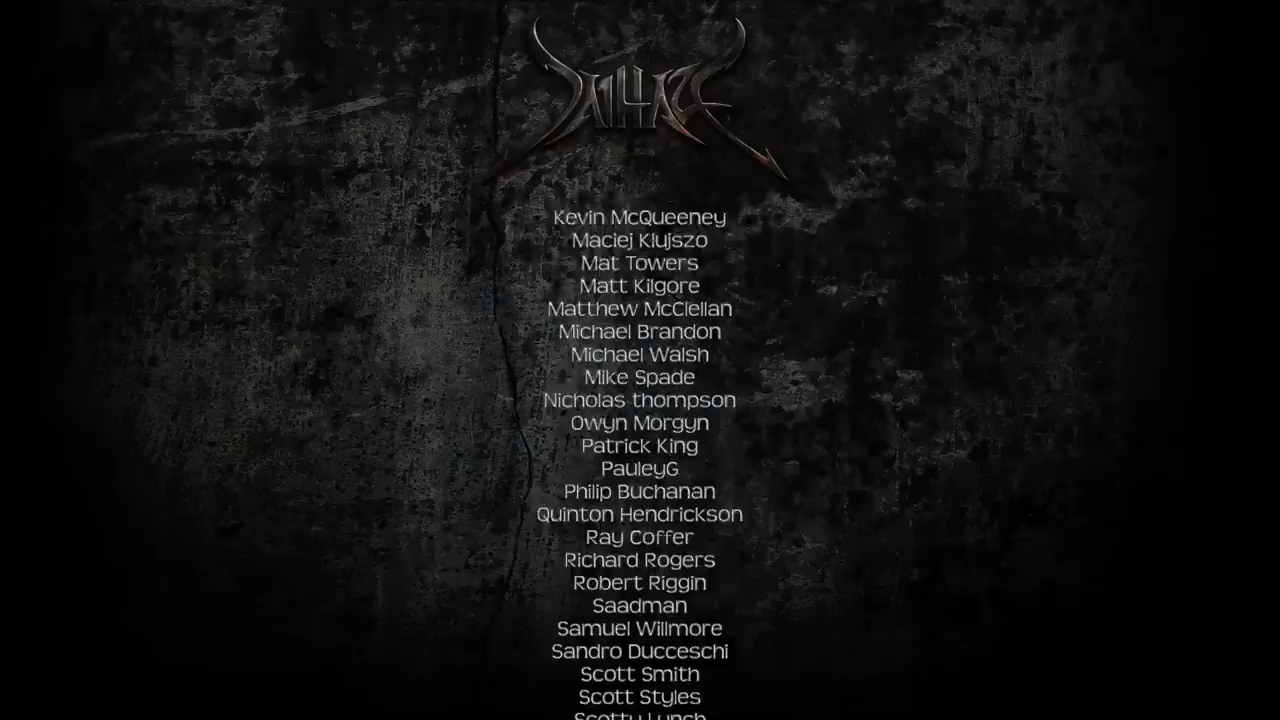 Kevin McQueeney
Maciej Klujszo
Mat Towers
Matt Kilgore
Matthew McClellan
Michael Brandon
Michael Walsh
Mike Spade
Nicholas thompson
Owyn Morgyn
Patrick King
PauleyG
Philip Buchanan
Quinton Hendrickson
Ray Coffer
Richard Rogers
Robert Riggin
Saadman
Samuel Willmore
Sandro Ducceschi
Scott Smith
Scott Styles
Scotty Lynch